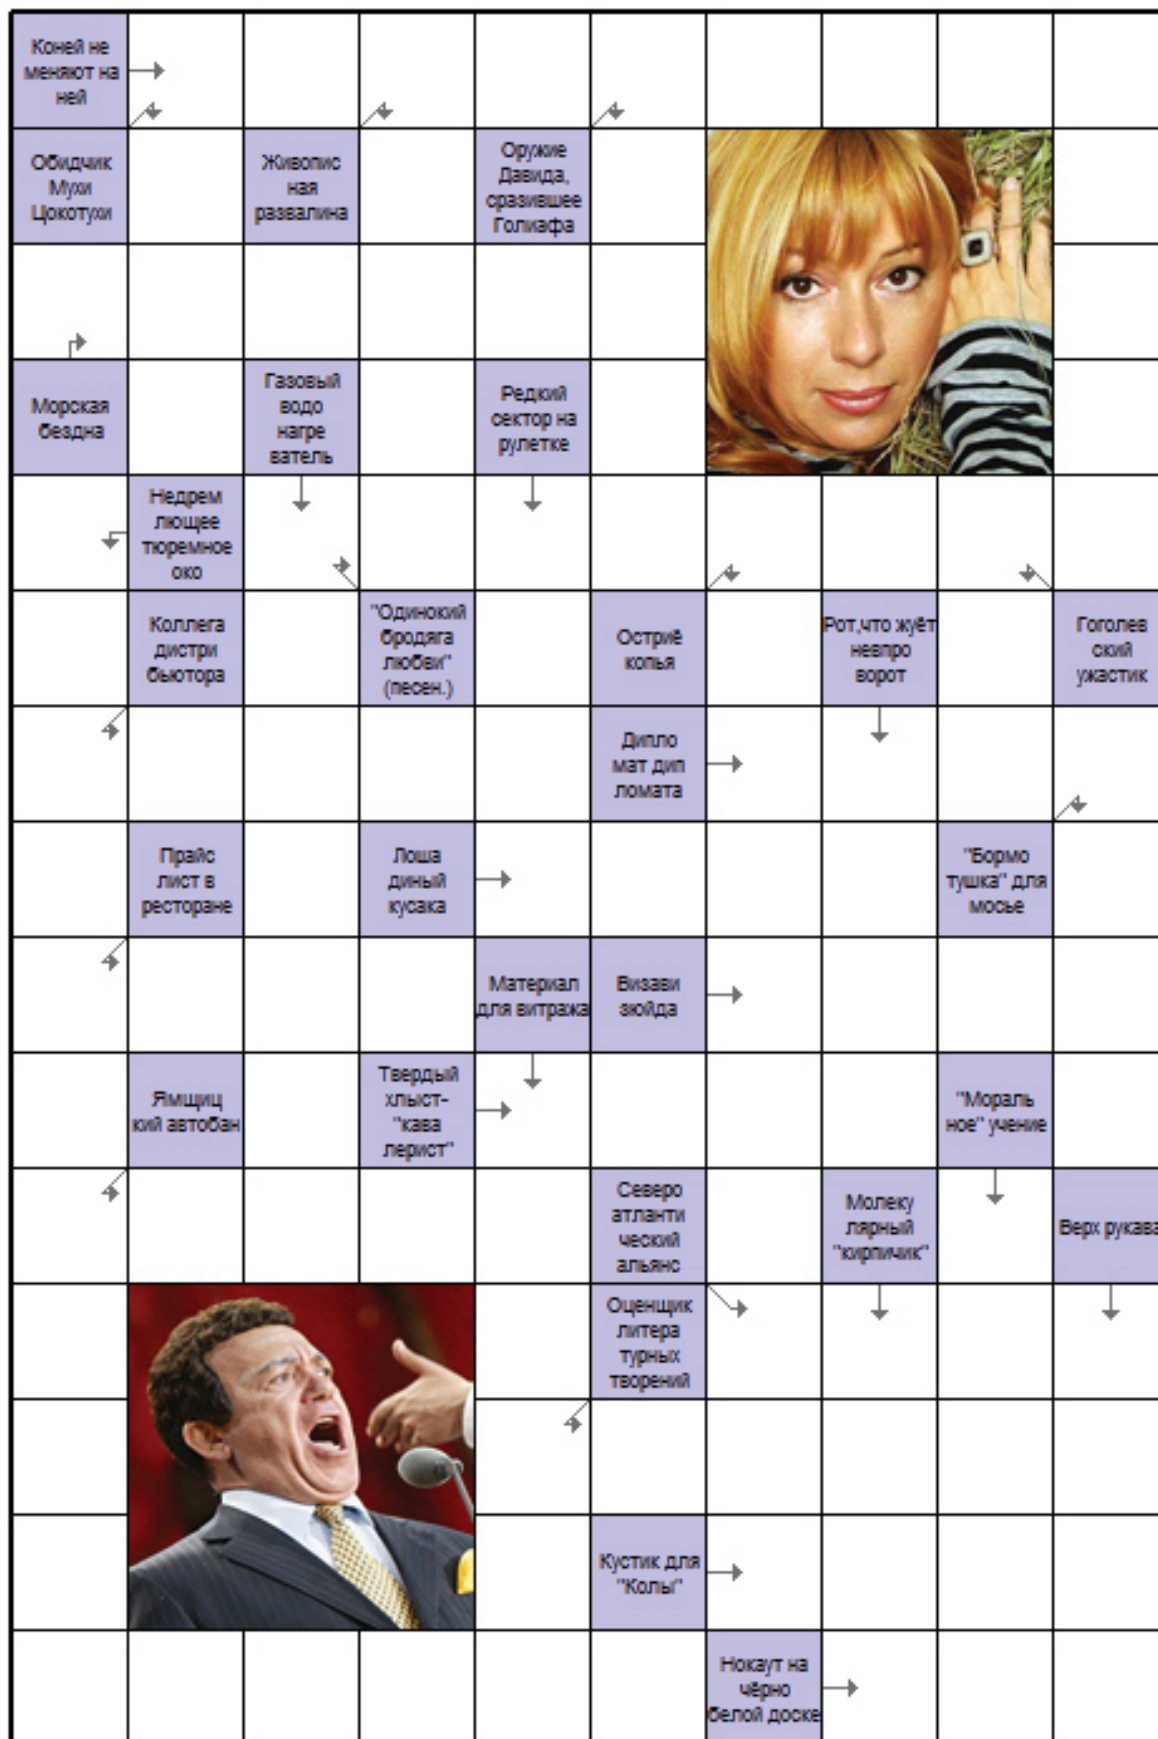 Коней не
меняют на
ней
Обидчик
Мухи
Цокотухи
Живопис
ная
развалина
Оружие
Давида,
сразившее
Голиафа
Морская
бездна
Газовый
водо
нагре
ватель
Редкий
сектор на
рулетке
Недрем
лющее
тюремное
око
Коллега
дистри
бьютора
"Одинокий
бродяга
любви"
(песен.)
Остриё
копья
Рот,что жуёт
невпро
ворот
Гоголев
ский
ужастик
Дипло
мат дип
ломата
Прайс
лист в
ресторане
Лоша
диный
кусака
"Бормо
тушка" для
мосье
Материал
для витража
Визави
зюйда
Ямщиц
кий автобан
Твердый
хлыст-
"кава
лерист"
"Мораль
ное" учение
Северо
атланти
ческий
альянс
Молеку
лярный
"кирпичик"
Верх рукава
Оценщик
литера
турных
творений
Кустик для
"Колы"
Нокаут на
чёрно
белой доске